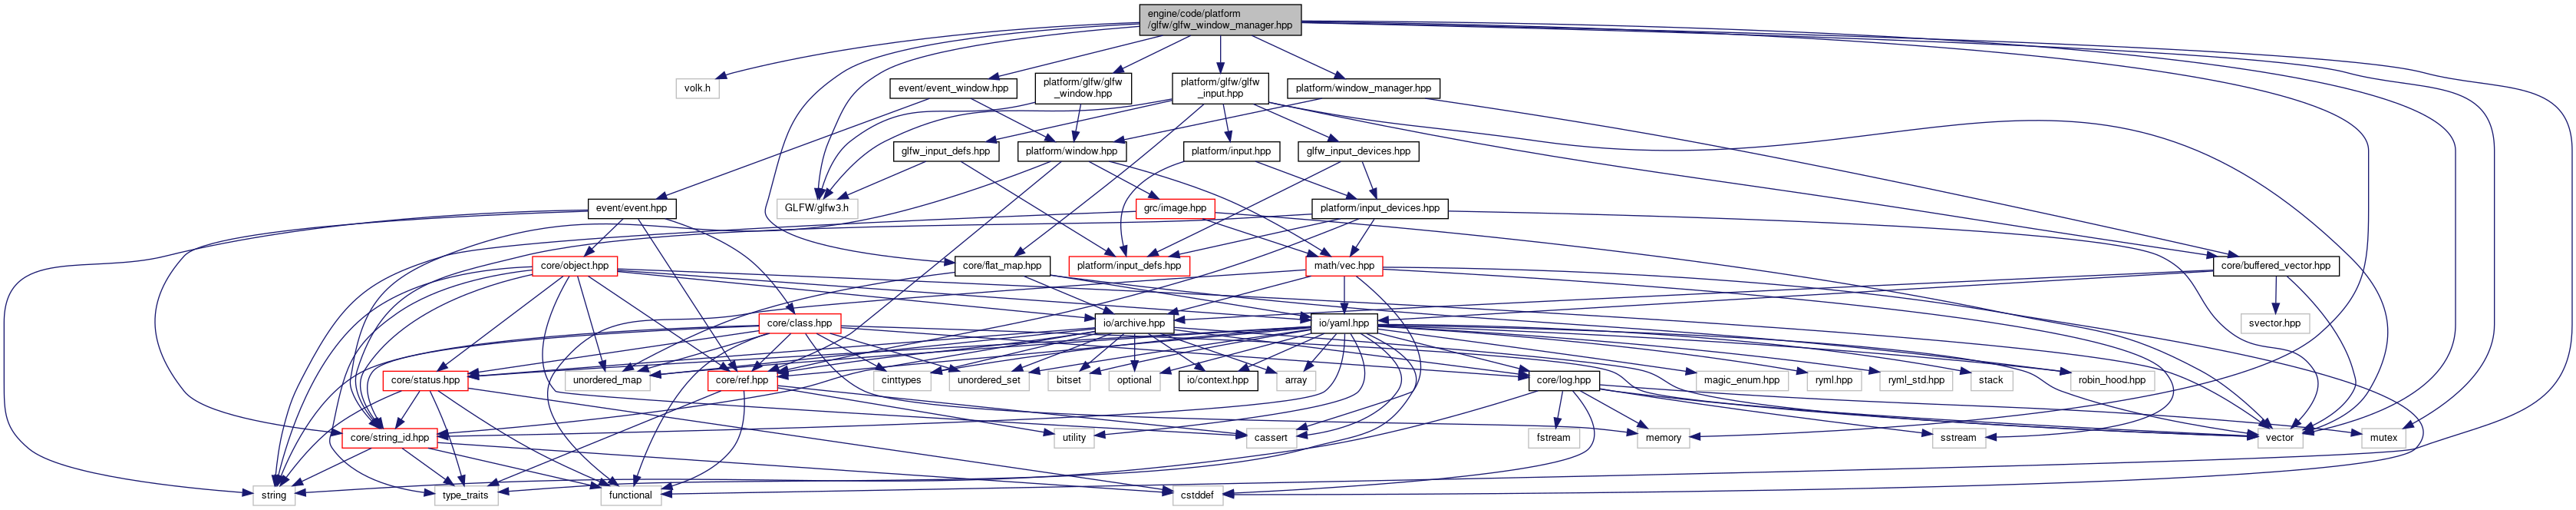 engine/code/platform
/glfw/glfw_window_manager.hpp
volk.h
event/event_window.hpp
platform/glfw/glfw
_window.hpp
platform/glfw/glfw
_input.hpp
platform/window_manager.hpp
glfw_input_defs.hpp
platform/window.hpp
platform/input.hpp
glfw_input_devices.hpp
event/event.hpp
GLFW/glfw3.h
grc/image.hpp
platform/input_devices.hpp
core/object.hpp
core/flat_map.hpp
platform/input_defs.hpp
math/vec.hpp
core/buffered_vector.hpp
core/class.hpp
io/archive.hpp
io/yaml.hpp
svector.hpp
core/status.hpp
unordered_map
core/ref.hpp
cinttypes
unordered_set
bitset
optional
io/context.hpp
array
core/log.hpp
magic_enum.hpp
ryml.hpp
ryml_std.hpp
stack
robin_hood.hpp
core/string_id.hpp
utility
cassert
fstream
memory
sstream
vector
mutex
string
type_traits
functional
cstddef